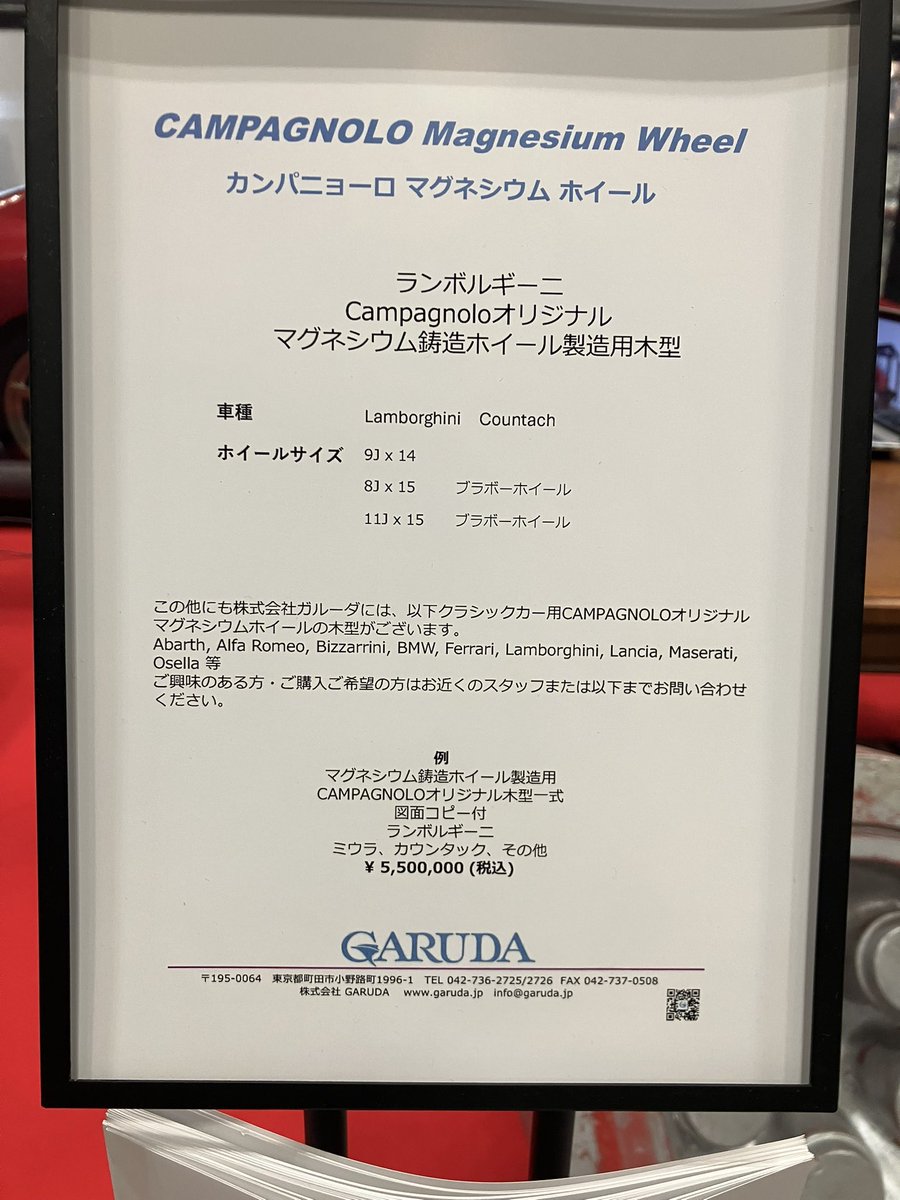 CAMPAGNOLO Magnesium Wheel
カンパニョーロ マグネシウム ホイール
ランボルギーニ
Campagnoloオリジナル
マグネシウム鋳造ホイール製造用木型
車種 Lamborghini Countach
ホイールサイズ 9J x 14
8J x 15 ブラボーホイール
11J x 15 ブラボーホイール
この他にも株式会社ガルーダには、以下クラシックカー用CAMPAGNOLOオリジナル
マグネシウムホイールの木型がございます。
Abarth, Alfa Romeo, Bizzarrini, BMW, Ferrari, Lamborghini, Lancia, Maserati,
Osella 等
ご興味のある方・ご購入ご希望の方はお近くのスタッフまたは以下までお問い合わせ
ください。
例
マグネシウム鋳造ホイール製造用
CAMPAGNOLOオリジナル木型一式
図面コピー付
ランボルギーニ
ミウラ、カウンタック、その他
¥ 5,500,000 (税込)
GARUDA
〒195-0064 東京都町田市小野路町1996-1 TEL 042-736-2725/2726 FAX 042-737-0508
株式会社 GARUDA www.garuda.jp info@garuda.jp